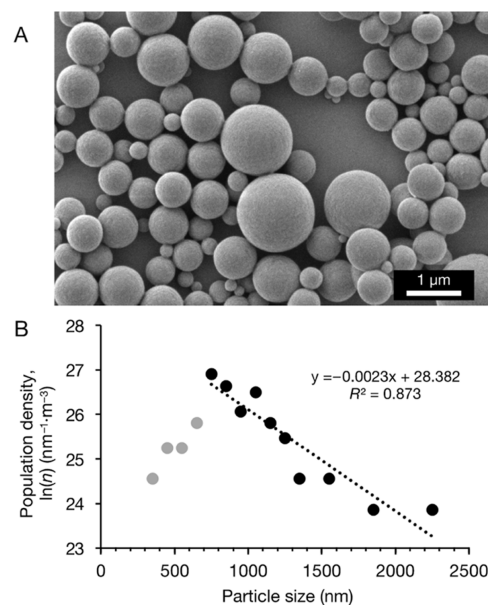 A
1 µm
B
28
27
26
25
24
23
Population density,
ln(n) (nm⁻¹·m⁻³)
y =−0.0023x + 28.382
R² = 0.873
0 500 1000 1500 2000 2500
Particle size (nm)